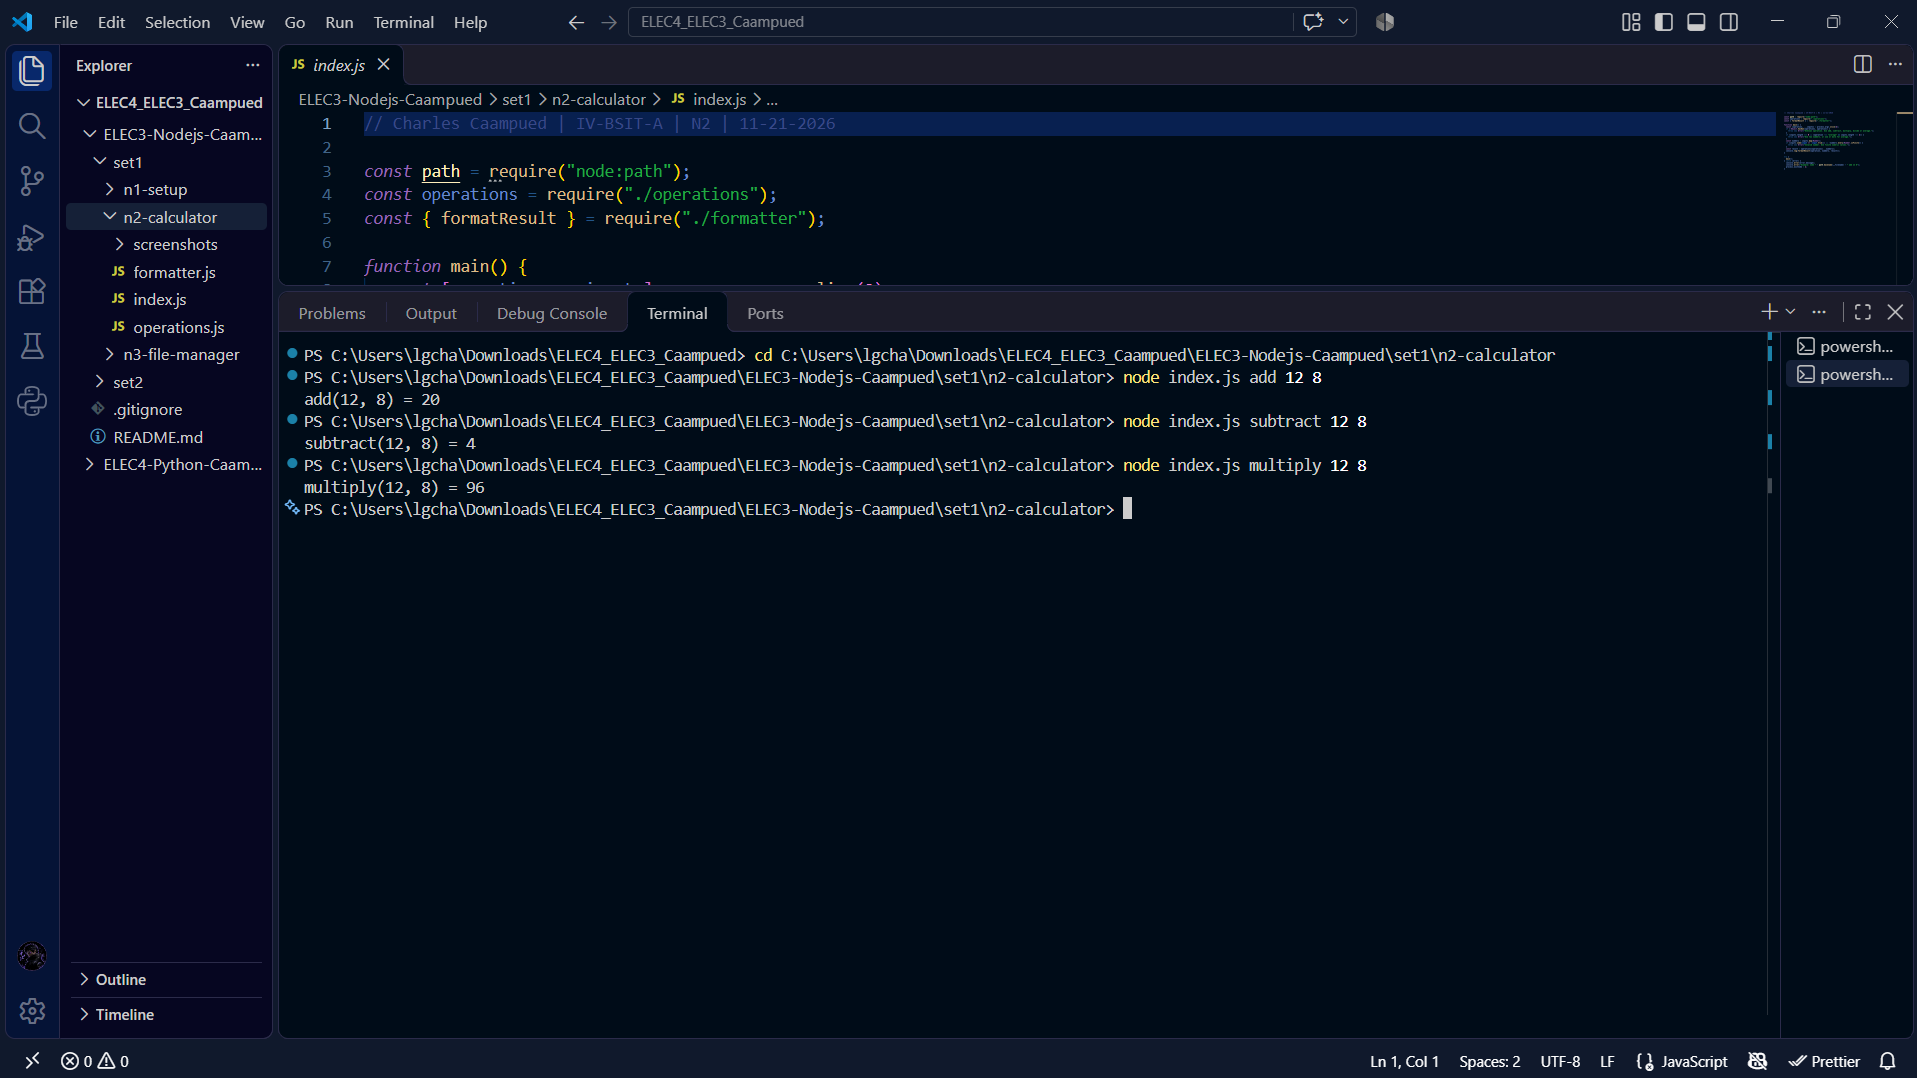 File Edit Selection View Go Run Terminal Help
ELEC4_ELEC3_Caampued
Explorer
ELEC4_ELEC3_Caampued
ELEC3-Nodejs-Caam...
set1
n1-setup
n2-calculator
screenshots
JS formatter.js
JS index.js
JS operations.js
n3-file-manager
set2
.gitignore
README.md
ELEC4-Python-Caam...
Outline
Timeline
JS index.js
ELEC3-Nodejs-Caampued > set1 > n2-calculator > JS index.js > ...
1 // Charles Caampued | IV-BSIT-A | N2 | 11-21-2026
2
3 const path = require("node:path");
4 const operations = require("./operations");
5 const { formatResult } = require("./formatter");
6
7 function main() {
Problems Output Debug Console Terminal Ports
PS C:\Users\lgcha\Downloads\ELEC4_ELEC3_Caampued> cd C:\Users\lgcha\Downloads\ELEC4_ELEC3_Caampued\ELEC3-Nodejs-Caampued\set1\n2-calculator
PS C:\Users\lgcha\Downloads\ELEC4_ELEC3_Caampued\ELEC3-Nodejs-Caampued\set1\n2-calculator> node index.js add 12 8
add(12, 8) = 20
PS C:\Users\lgcha\Downloads\ELEC4_ELEC3_Caampued\ELEC3-Nodejs-Caampued\set1\n2-calculator> node index.js subtract 12 8
subtract(12, 8) = 4
PS C:\Users\lgcha\Downloads\ELEC4_ELEC3_Caampued\ELEC3-Nodejs-Caampued\set1\n2-calculator> node index.js multiply 12 8
multiply(12, 8) = 96
PS C:\Users\lgcha\Downloads\ELEC4_ELEC3_Caampued\ELEC3-Nodejs-Caampued\set1\n2-calculator>
powersh...
powersh...
0 0
Ln 1, Col 1 Spaces: 2 UTF-8 LF {} JavaScript Prettier